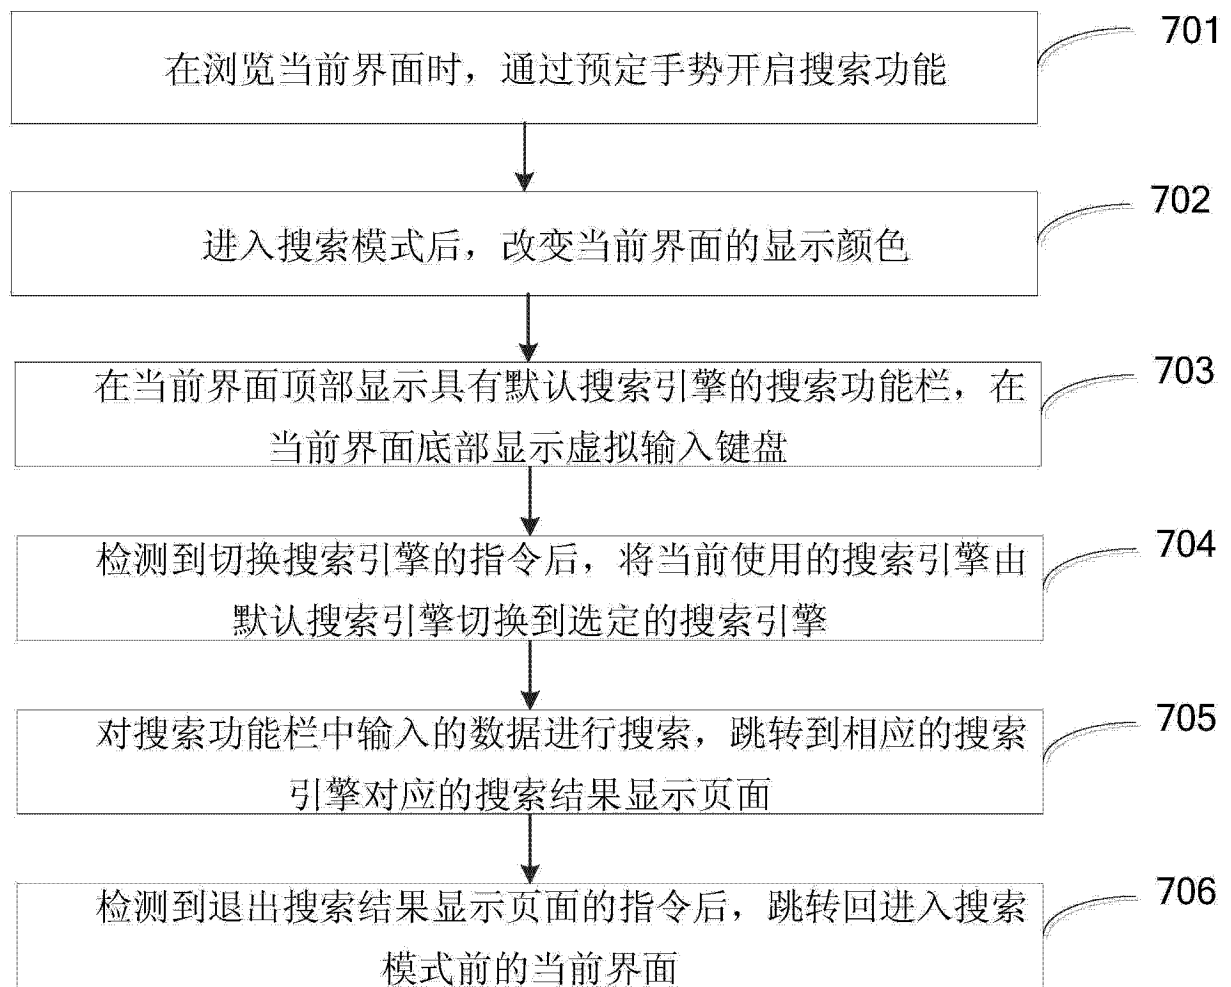 在浏览当前界面时，通过预定手势开启搜索功能
701
进入搜索模式后，改变当前界面的显示颜色
702
在当前界面顶部显示具有默认搜索引擎的搜索功能栏，在
当前界面底部显示虚拟输入键盘
703
检测到切换搜索引擎的指令后，将当前使用的搜索引擎由
默认搜索引擎切换到选定的搜索引擎
704
对搜索功能栏中输入的数据进行搜索，跳转到相应的搜索
引擎对应的搜索结果显示页面
705
检测到退出搜索结果显示页面的指令后，跳转回进入搜索
模式前的当前界面
706